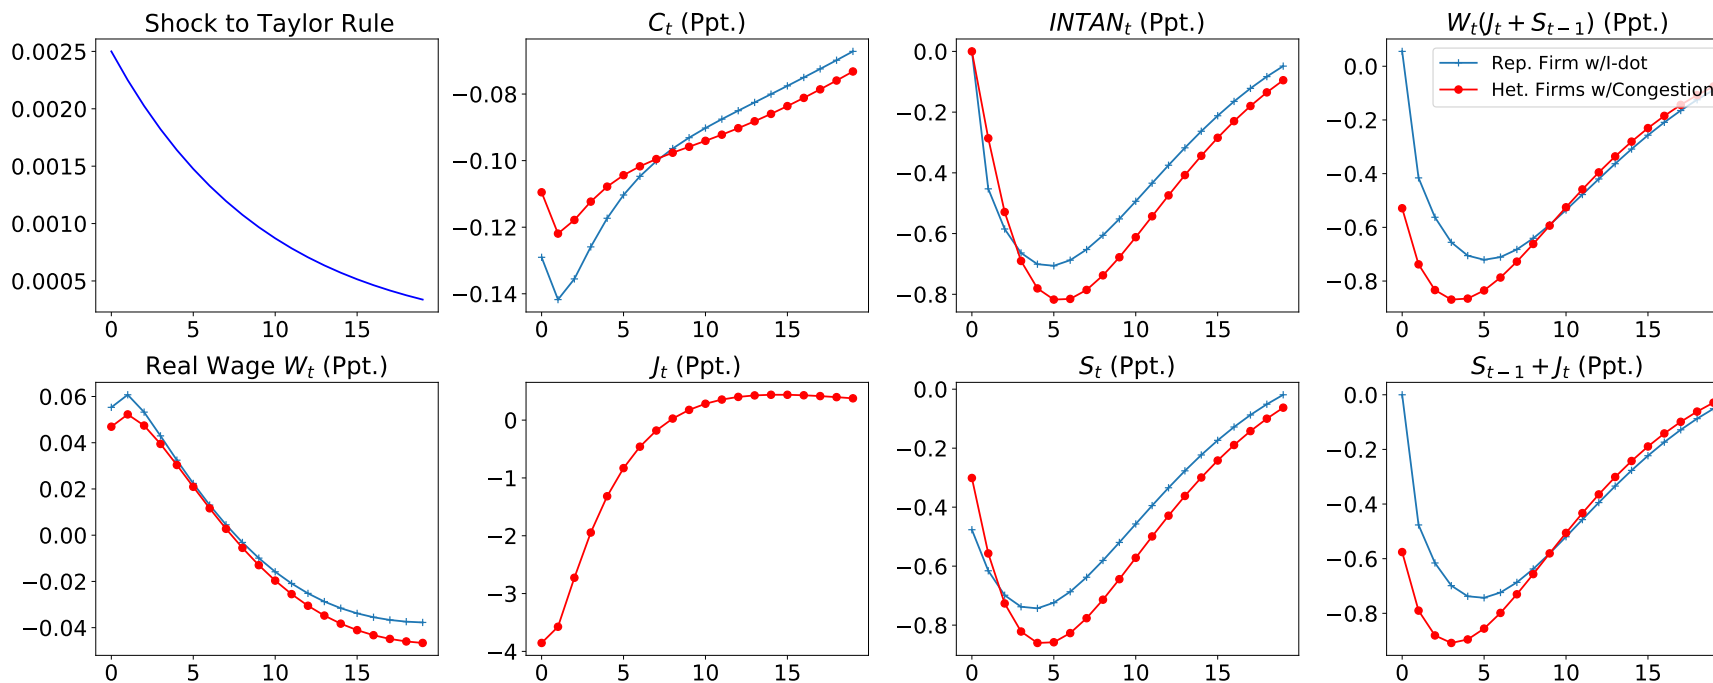 Shock to Taylor Rule
0.0025
0.0020
0.0015
0.0010
0.0005
0 5 10 15
C_t (Ppt.)
−0.08
−0.10
−0.12
−0.14
0 5 10 15
INTAN_t (Ppt.)
0.0
−0.2
−0.4
−0.6
−0.8
0 5 10 15
W_t(J_t + S_{t−1}) (Ppt.)
Rep. Firm w/I-dot
Het. Firms w/Congestion
0.0
−0.2
−0.4
−0.6
−0.8
0 5 10 15
Real Wage W_t (Ppt.)
0.06
0.04
0.02
0.00
−0.02
−0.04
0 5 10 15
J_t (Ppt.)
0
−1
−2
−3
−4
0 5 10 15
S_t (Ppt.)
0.0
−0.2
−0.4
−0.6
−0.8
0 5 10 15
S_{t−1} + J_t (Ppt.)
0.0
−0.2
−0.4
−0.6
−0.8
0 5 10 15